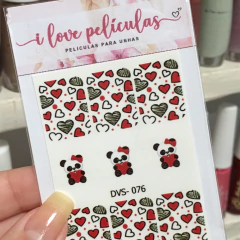 i love películas
PELÍCULAS PARA UNHAS
DVS- 076